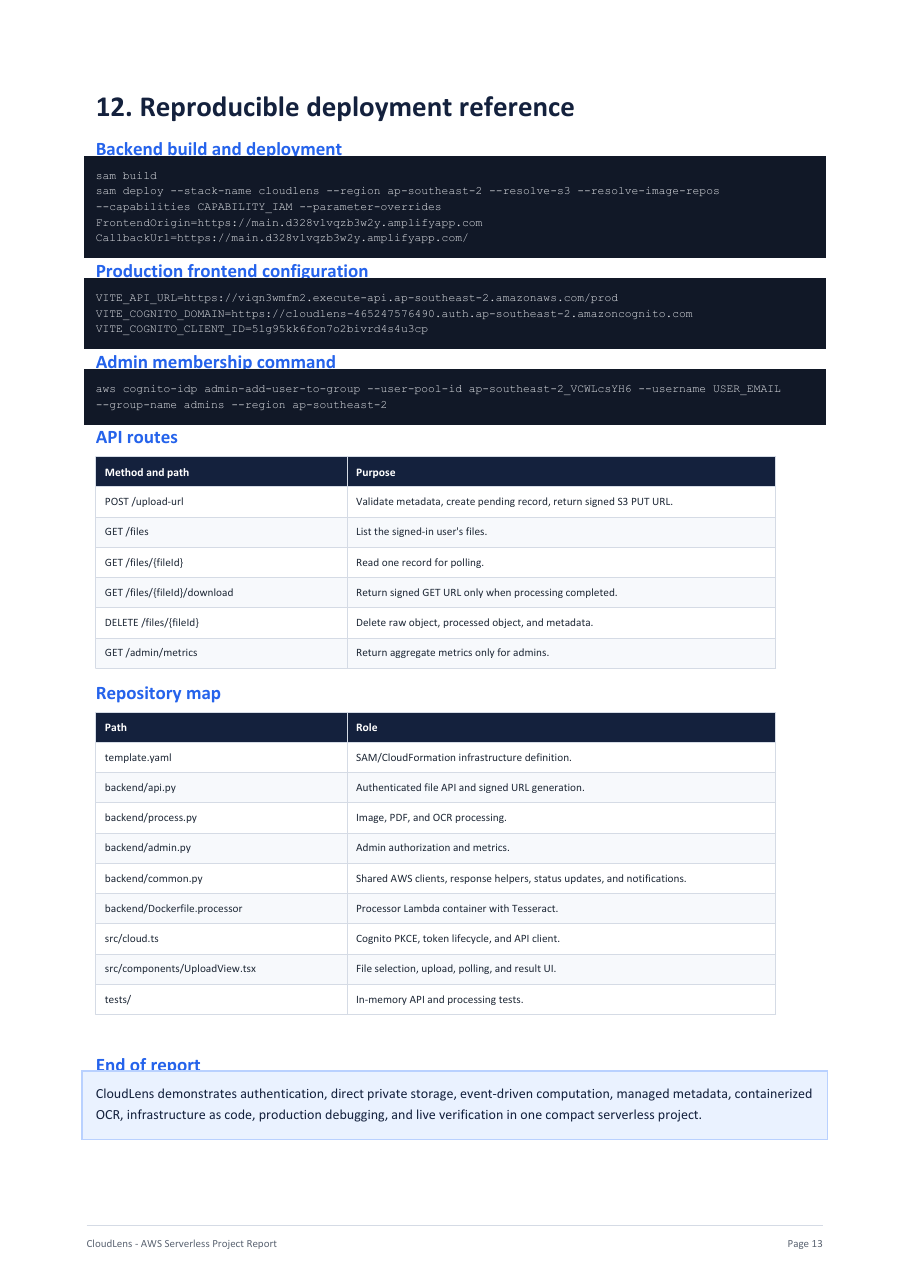 12. Reproducible deployment reference
Backend build and deployment
sam build
sam deploy --stack-name cloudlens --region ap-southeast-2 --resolve-s3 --resolve-image-repos
--capabilities CAPABILITY_IAM --parameter-overrides
FrontendOrigin=https://main.d328vlvqzb3w2y.amplifyapp.com
CallbackUrl=https://main.d328vlvqzb3w2y.amplifyapp.com/
Production frontend configuration
VITE_API_URL=https://viqn3wmfm2.execute-api.ap-southeast-2.amazonaws.com/prod
VITE_COGNITO_DOMAIN=https://cloudlens-465247576490.auth.ap-southeast-2.amazoncognito.com
VITE_COGNITO_CLIENT_ID=5lg95kk6fon7o2bivrd4s4u3cp
Admin membership command
aws cognito-idp admin-add-user-to-group --user-pool-id ap-southeast-2_VCWLcsYH6 --username USER_EMAIL
--group-name admins --region ap-southeast-2
API routes
Method and path Purpose
POST /upload-url Validate metadata, create pending record, return signed S3 PUT URL.
GET /files List the signed-in user's files.
GET /files/{fileId} Read one record for polling.
GET /files/{fileId}/download Return signed GET URL only when processing completed.
DELETE /files/{fileId} Delete raw object, processed object, and metadata.
GET /admin/metrics Return aggregate metrics only for admins.
Repository map
Path Role
template.yaml SAM/CloudFormation infrastructure definition.
backend/api.py Authenticated file API and signed URL generation.
backend/process.py Image, PDF, and OCR processing.
backend/admin.py Admin authorization and metrics.
backend/common.py Shared AWS clients, response helpers, status updates, and notifications.
backend/Dockerfile.processor Processor Lambda container with Tesseract.
src/cloud.ts Cognito PKCE, token lifecycle, and API client.
src/components/UploadView.tsx File selection, upload, polling, and result UI.
tests/ In-memory API and processing tests.
End of report
CloudLens demonstrates authentication, direct private storage, event-driven computation, managed metadata, containerized
OCR, infrastructure as code, production debugging, and live verification in one compact serverless project.
CloudLens - AWS Serverless Project Report Page 13